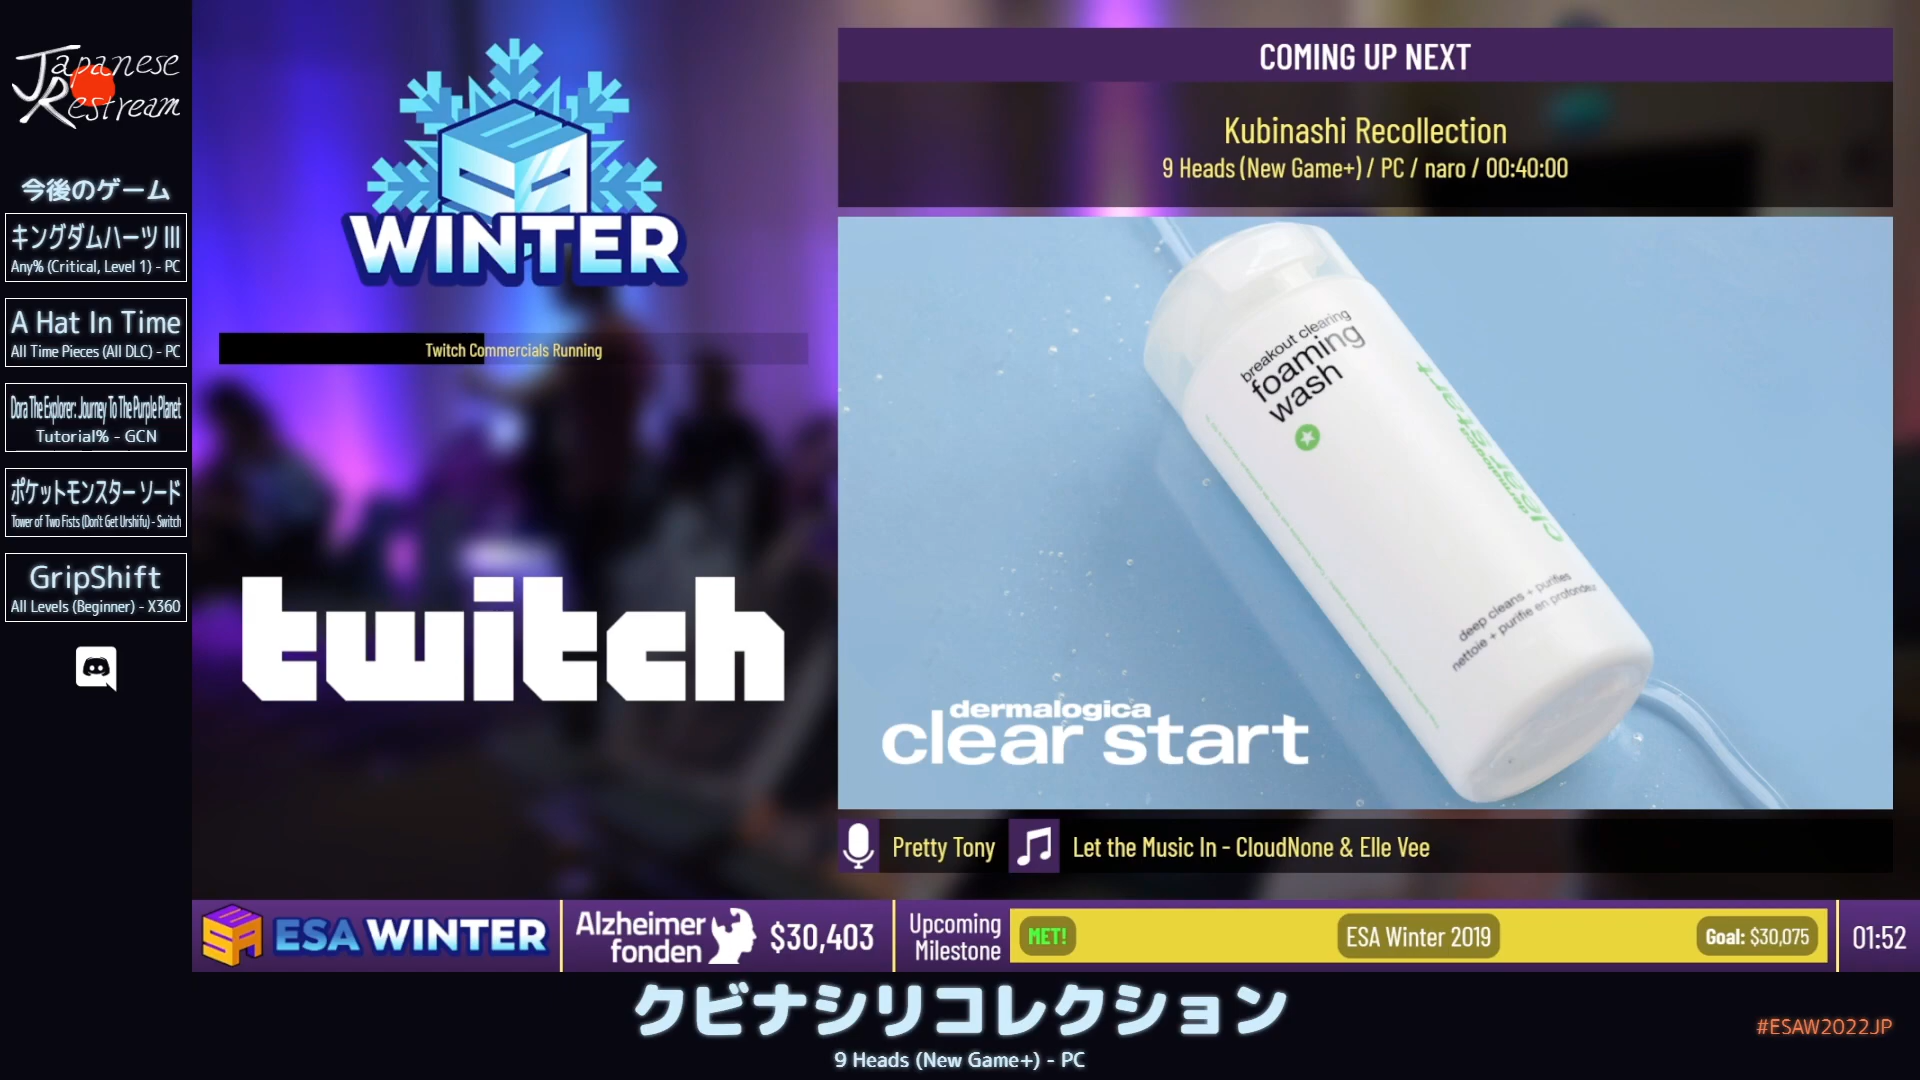 Japanese
Restream
今後のゲーム
キングダムハーツ III
Any% (Critical, Level 1) - PC
A Hat In Time
All Time Pieces (All DLC) - PC
Dora The Explorer: Journey To The Purple Planet
Tutorial% - GCN
ポケットモンスター ソード
Tower of Two Fists (Don't Get Urshifu) - Switch
GripShift
All Levels (Beginner) - X360
ESA
WINTER
Twitch Commercials Running
twitch
COMING UP NEXT
Kubinashi Recollection
9 Heads (New Game+) / PC / naro / 00:40:00
breakout clearing
foaming
wash
dermalogica
clear start
deep cleans + purifies
nettoie + purifie en profondeur
dermalogica
clear start
Pretty Tony
Let the Music In - CloudNone & Elle Vee
ESA WINTER
Alzheimer
fonden
$30,403
Upcoming
Milestone
MET!
ESA Winter 2019
Goal: $30,075
01:52
クビナシリコレクション
9 Heads (New Game+) - PC
#ESAW2022JP